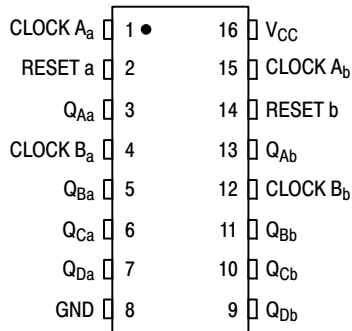 CLOCK Aa 1 16 VCC
RESET a 2 15 CLOCK Ab
QAa 3 14 RESET b
CLOCK Ba 4 13 QAb
QBa 5 12 CLOCK Bb
QCa 6 11 QBb
QDa 7 10 QCb
GND 8 9 QDb